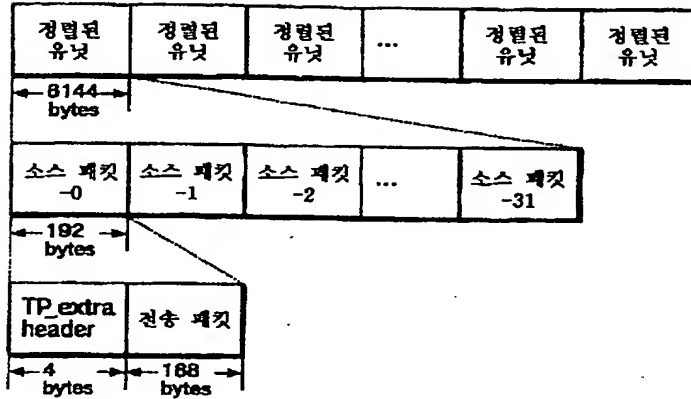 정렬된
유닛
정렬된
유닛
정렬된
유닛
...
정렬된
유닛
정렬된
유닛
6144
bytes
소스 패킷
-0
소스 패킷
-1
소스 패킷
-2
...
소스 패킷
-31
192
bytes
TP_extra
header
전송 패킷
4
bytes
188
bytes